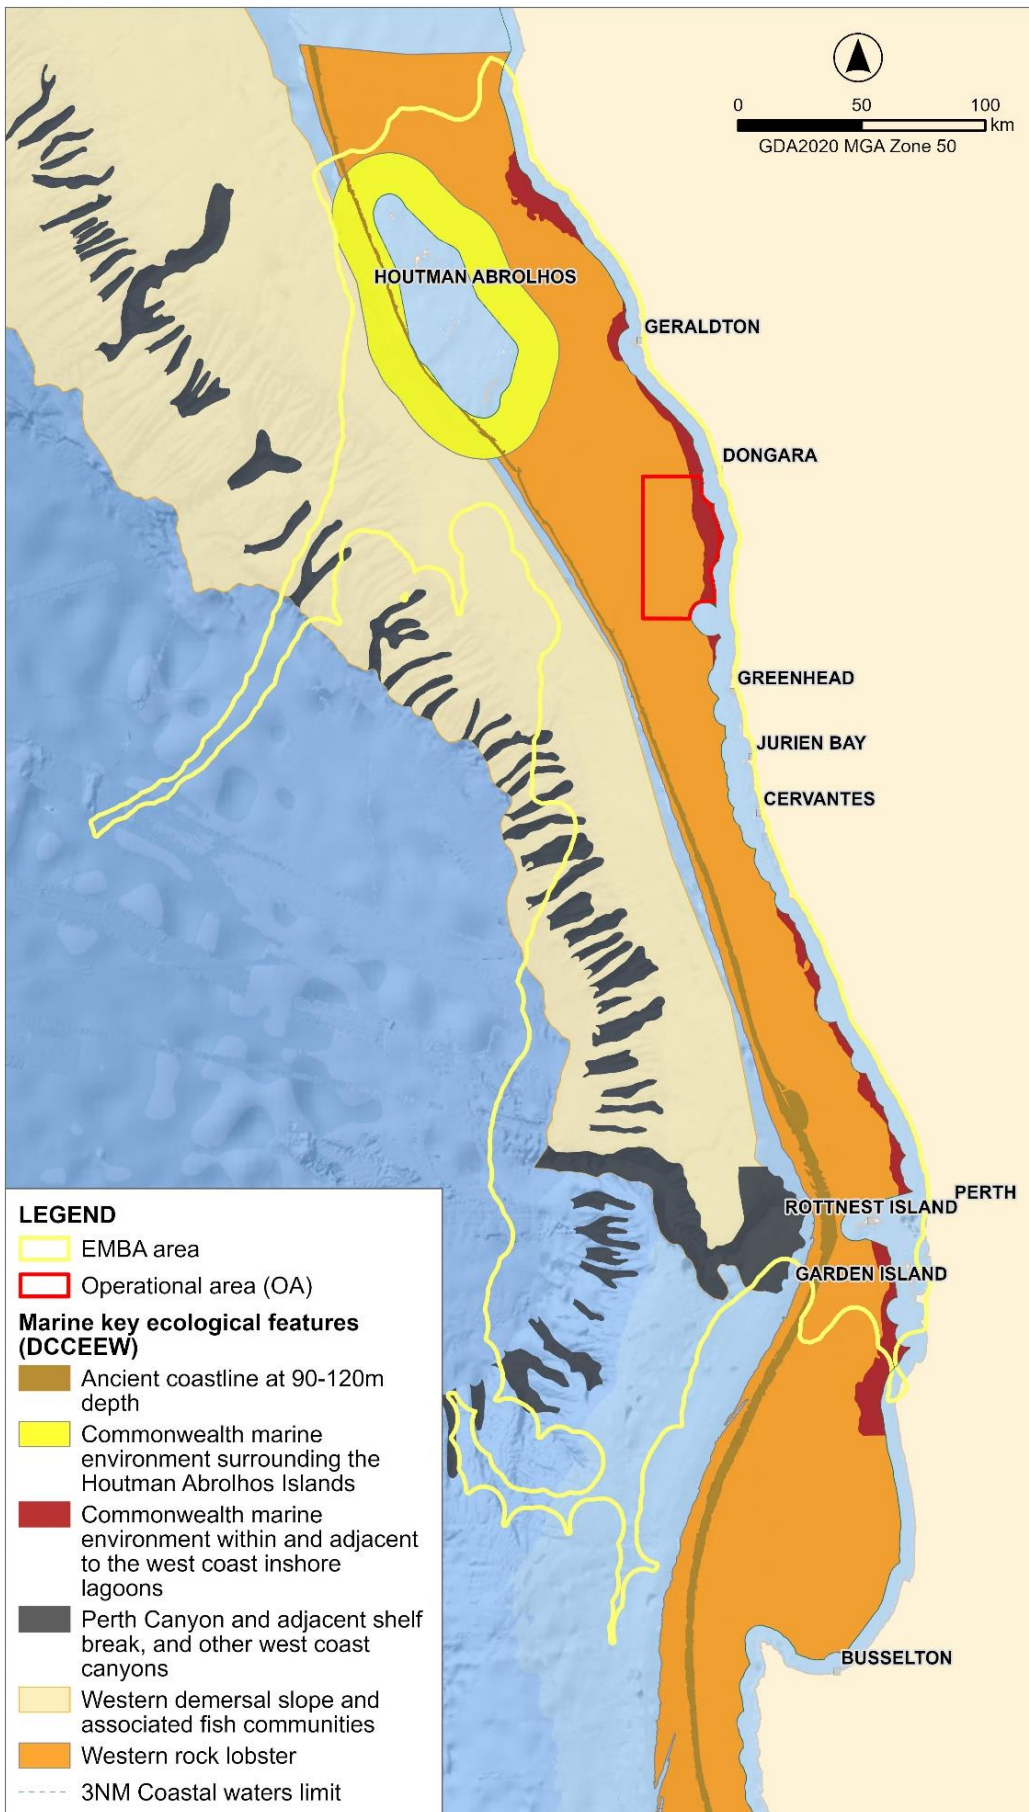 0 50 100
km
GDA2020 MGA Zone 50
HOUTMAN ABROLHOS
GERALDTON
DONGARA
GREENHEAD
JURIEN BAY
CERVANTES
PERTH
ROTTNEST ISLAND
GARDEN ISLAND
BUSSELTON
LEGEND
EMBA area
Operational area (OA)
Marine key ecological features
(DCCEEW)
Ancient coastline at 90-120m
depth
Commonwealth marine
environment surrounding the
Houtman Abrolhos Islands
Commonwealth marine
environment within and adjacent
to the west coast inshore
lagoons
Perth Canyon and adjacent shelf
break, and other west coast
canyons
Western demersal slope and
associated fish communities
Western rock lobster
3NM Coastal waters limit